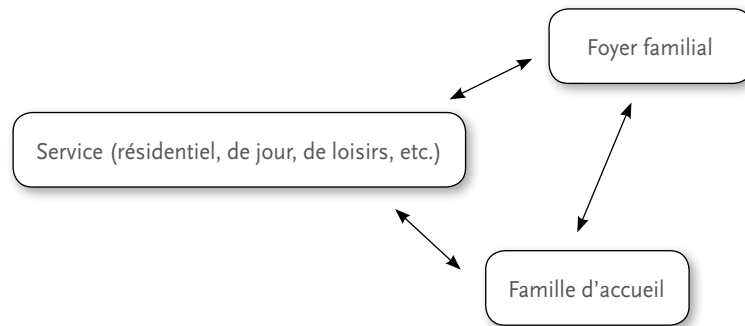 Foyer familial
Service (résidentiel, de jour, de loisirs, etc.)
Famille d’accueil